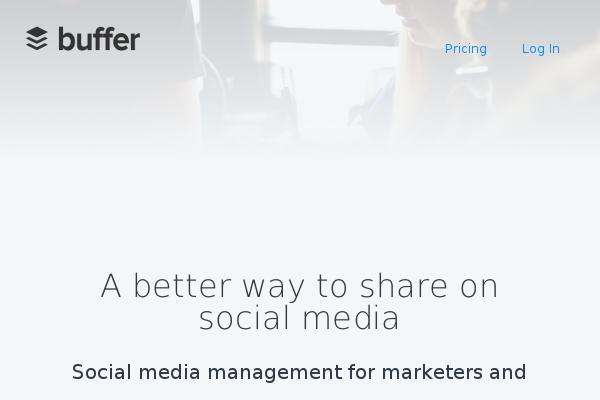 buffer
Pricing
Log In
A better way to share on
social media
Social media management for marketers and